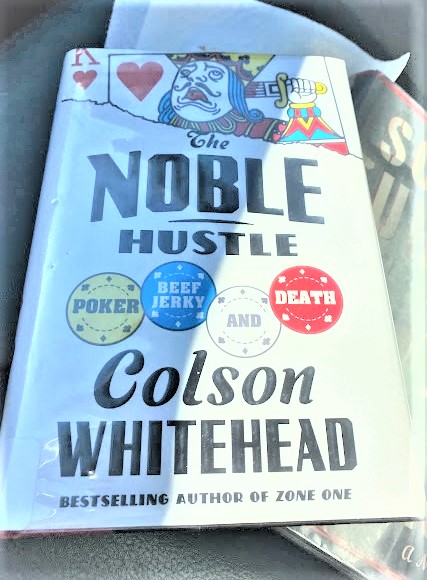 K
The
NOBLE
HUSTLE
POKER
BEEF
JERKY
AND
DEATH
Colson
WHITEHEAD
BESTSELLING AUTHOR OF ZONE ONE